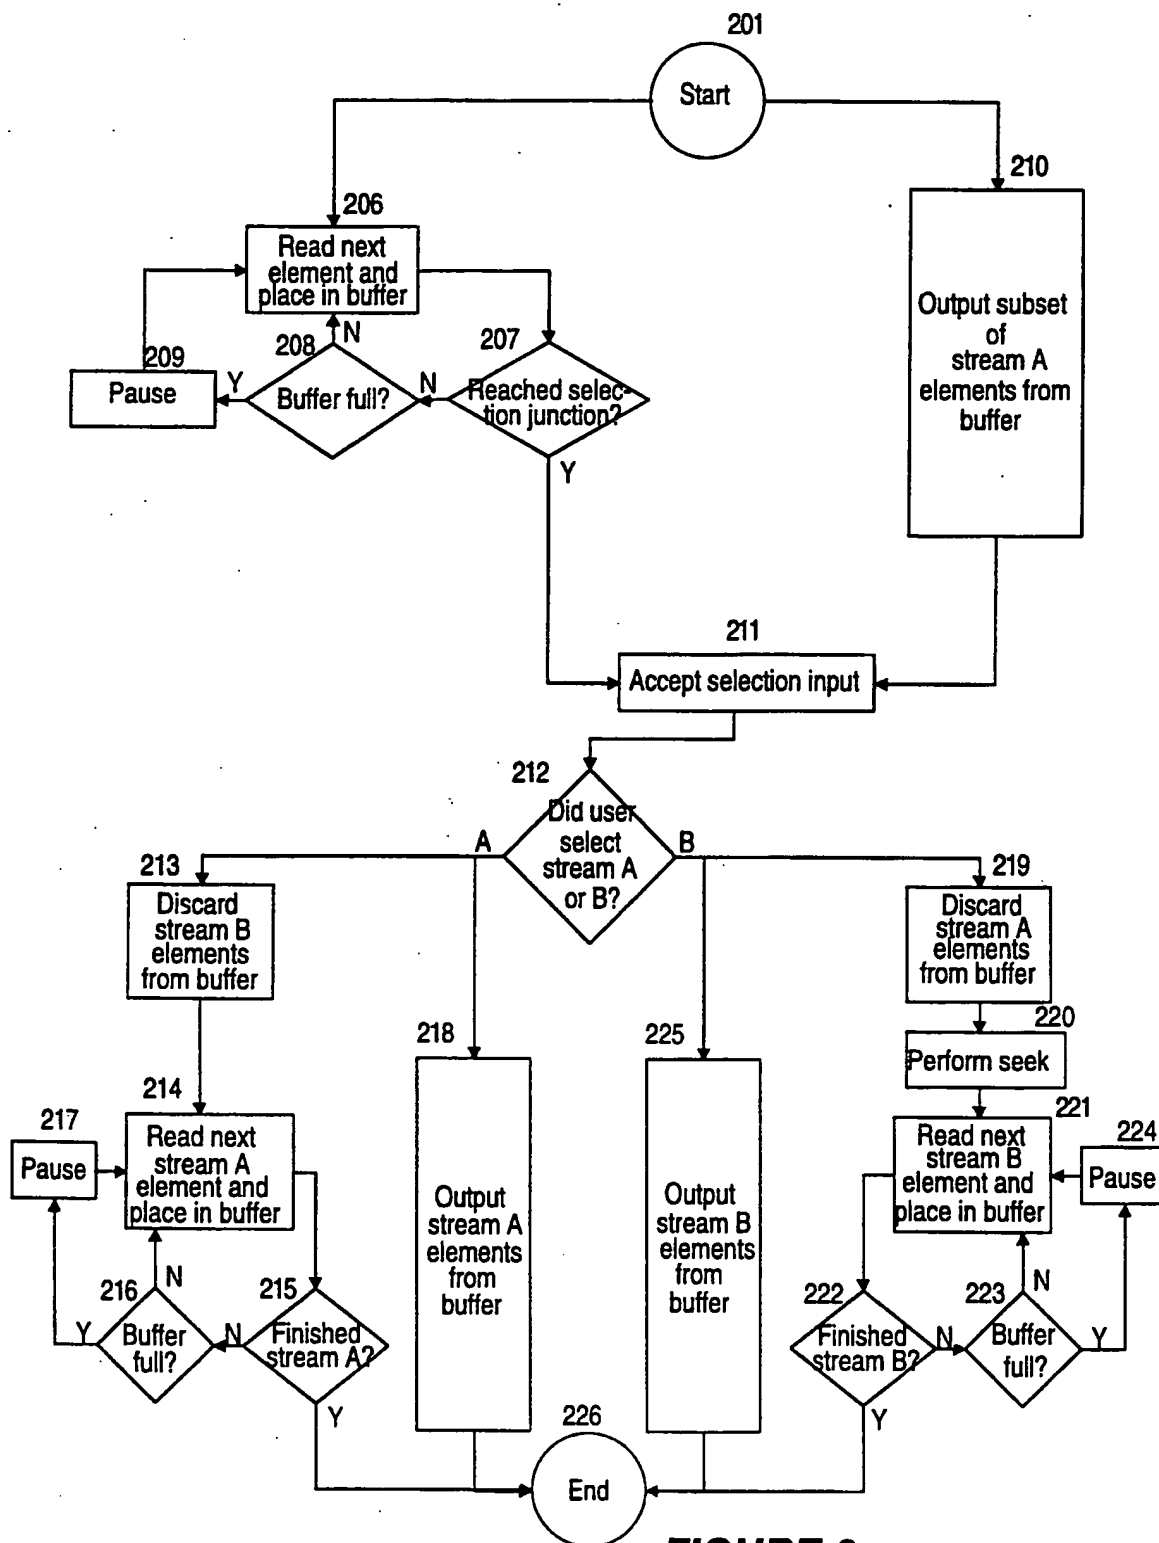 201
Start
210
206
Read next
element and
place in buffer
Output subset
of
stream A
elements from
buffer
N
208
207
209
Pause
Y
Buffer full?
N
Reached selec-
tion junction?
Y
211
Accept selection input
212
Did user
select
stream A
or B?
A
B
213
Discard
stream B
elements
from buffer
219
Discard
stream A
elements
from buffer
218
225
220
Perform seek
214
217
Pause
Read next
stream A
element and
place in buffer
221
Read next
stream B
element and
place in buffer
224
Pause
Output
stream A
elements
from
buffer
Output
stream B
elements
from
buffer
N
216
Y
Buffer
full?
N
215
Finished
stream A?
Y
222
Finished
stream B?
N
223
N
Buffer
full?
Y
Y
226
End